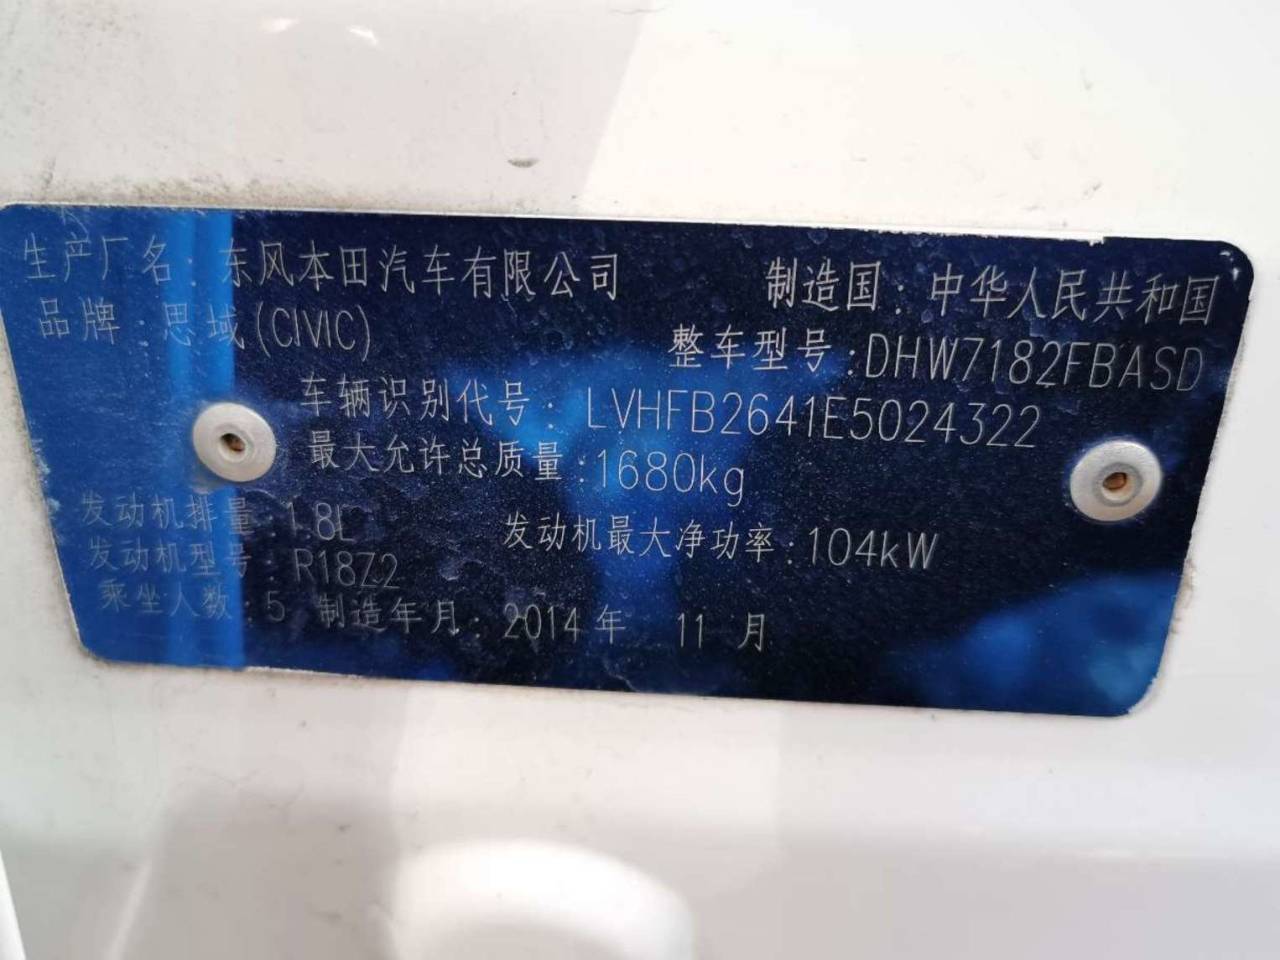 生产厂名：东风本田汽车有限公司 制造国：中华人民共和国
品牌：思域(CIVIC) 整车型号：DHW7182FBASD
车辆识别代号：LVHFB2641E5024322
最大允许总质量：1680kg
发动机排量：1.8L 发动机最大净功率：104kW
发动机型号：R18Z2
乘坐人数：5 制造年月：2014年 11 月